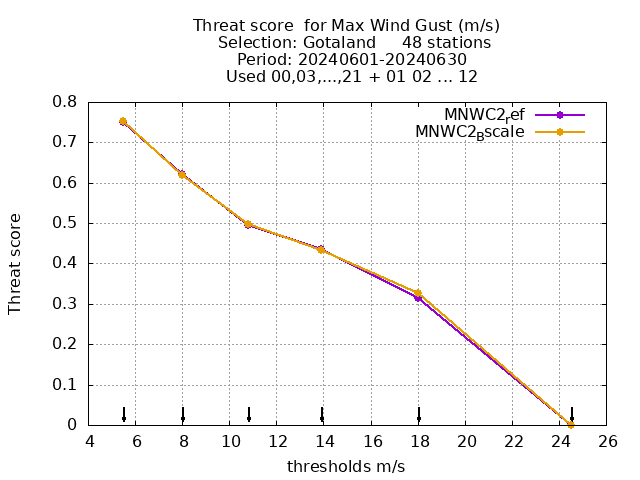 Threat score  for Max Wind Gust (m/s)
Selection: Gotaland     48 stations
Period: 20240601-20240630
Used 00,03,...,21 + 01 02 ... 12
MNWC2ref
MNWC2Bscale
Threat score
0.8
0.7
0.6
0.5
0.4
0.3
0.2
0.1
0
4 6 8 10 12 14 16 18 20 22 24 26
thresholds m/s